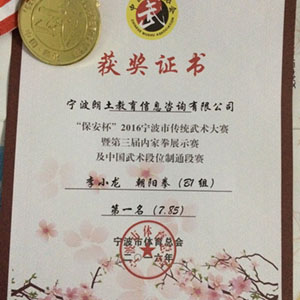 武
获奖证书
宁波朗土教育信息咨询有限公司
“保安杯”2016宁波市传统武术大赛
暨第三届内家拳展示赛
及中国武术段位制通段赛
李小龙 朝阳拳（B1组）
第一名（7.85）
宁波市体育总会